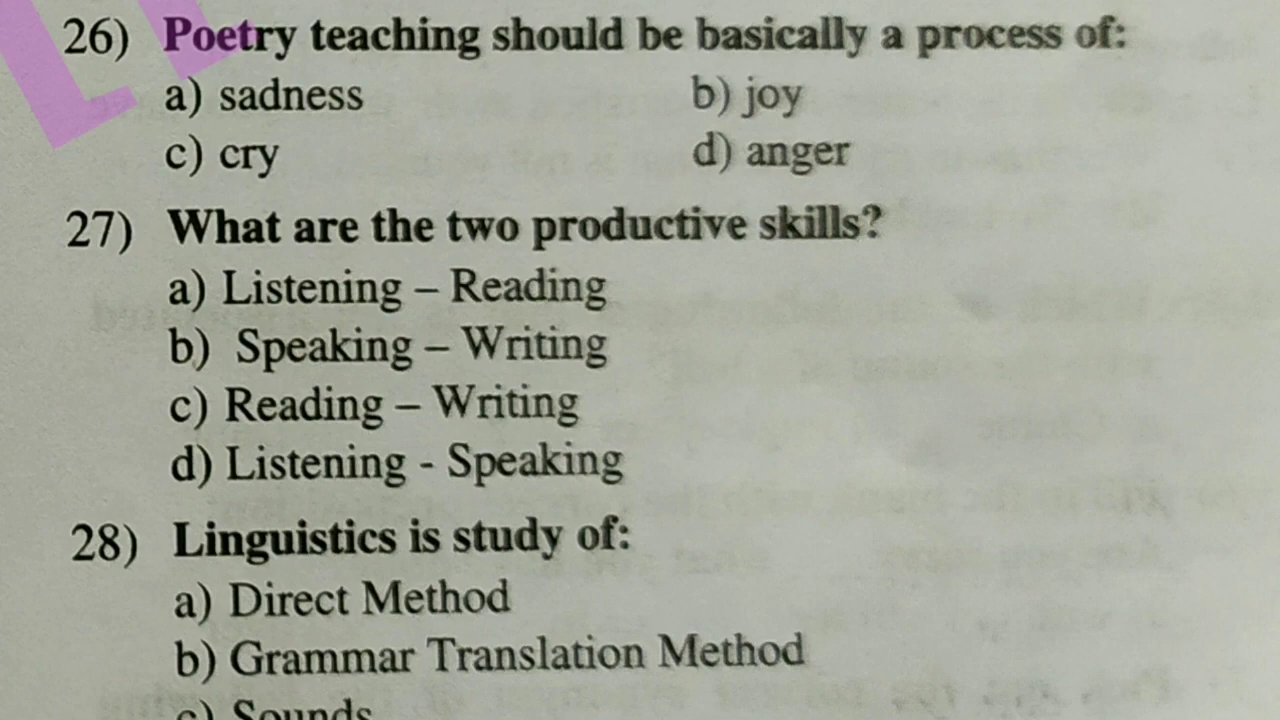 26) Poetry teaching should be basically a process of:
a) sadness b) joy
c) cry d) anger
27) What are the two productive skills?
a) Listening – Reading
b) Speaking – Writing
c) Reading – Writing
d) Listening - Speaking
28) Linguistics is study of:
a) Direct Method
b) Grammar Translation Method
c) Sounds